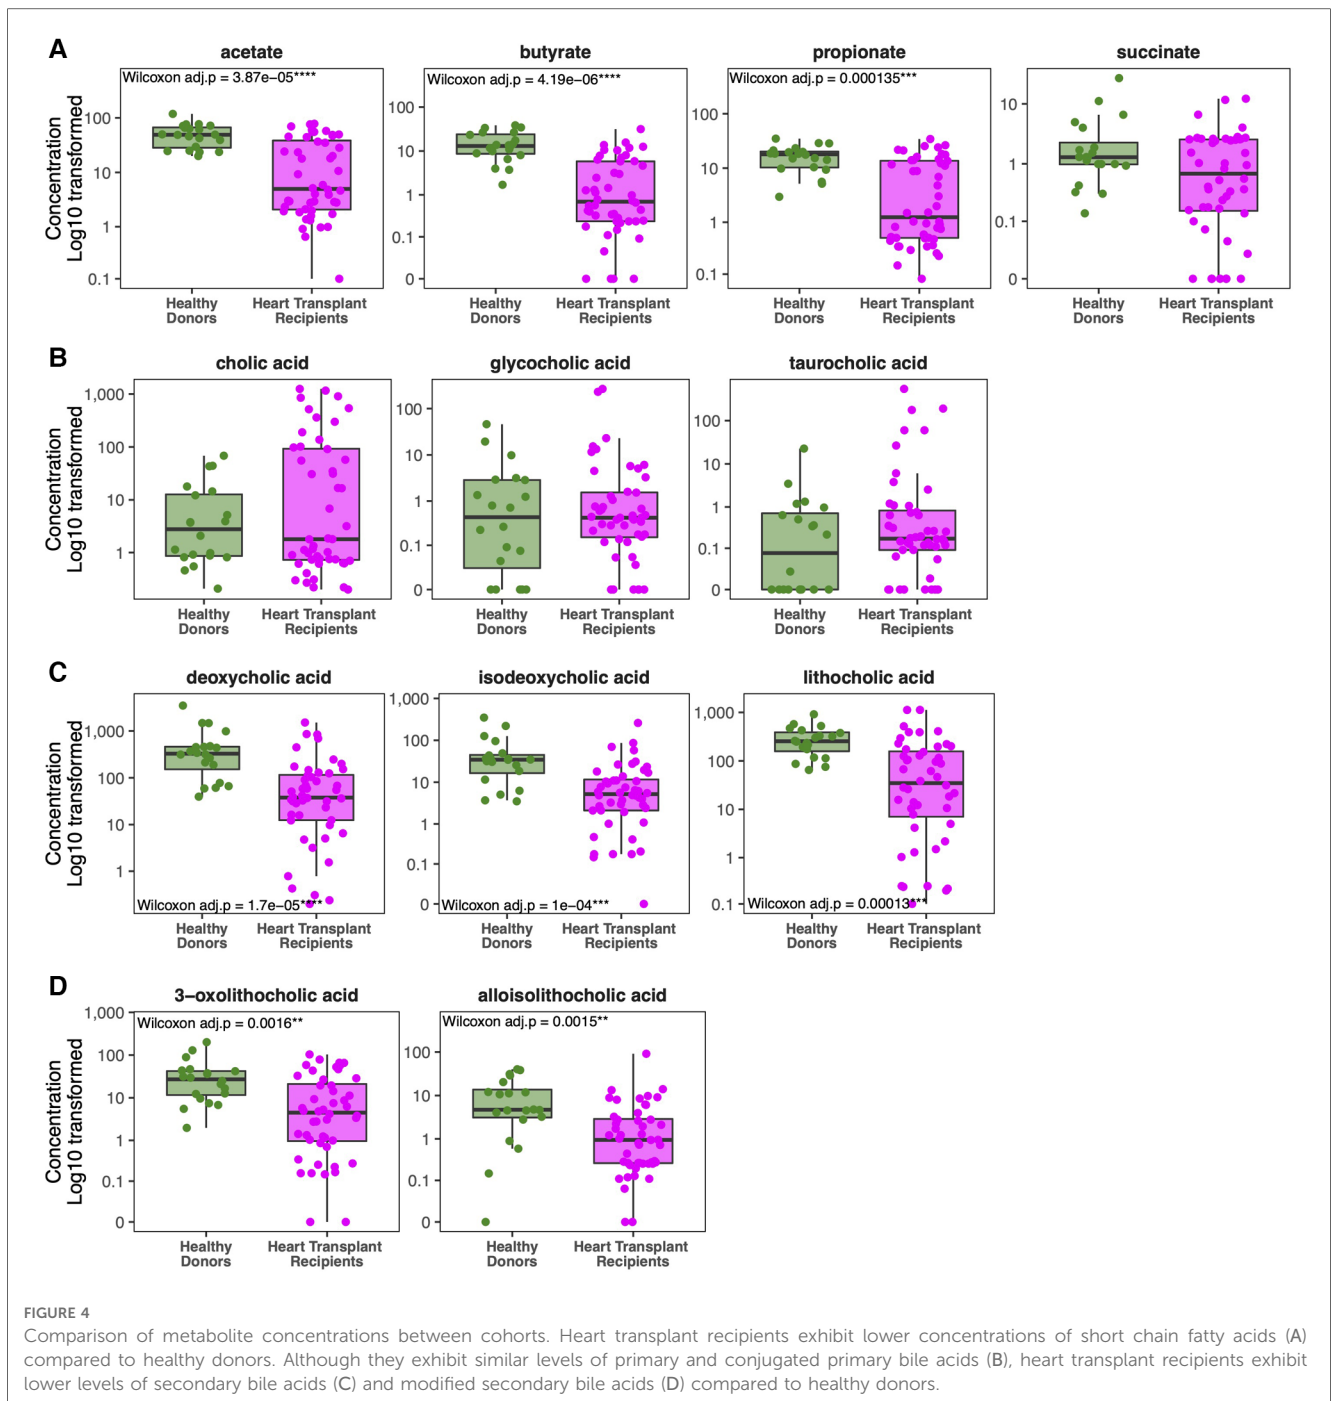 A
acetate
butyrate
propionate
succinate
Wilcoxon adj.p = 3.87e−05****
Wilcoxon adj.p = 4.19e−06****
Wilcoxon adj.p = 0.000135***
Concentration
Log10 transformed
100
10
1
0.1
100
10
1
0.1
0
100
10
1
0.1
10
1
0.1
0
Healthy
Donors
Heart Transplant
Recipients
Healthy
Donors
Heart Transplant
Recipients
Healthy
Donors
Heart Transplant
Recipients
Healthy
Donors
Heart Transplant
Recipients
B
cholic acid
glycocholic acid
taurocholic acid
Concentration
Log10 transformed
1,000
100
10
1
100
10
1
0.1
0
100
10
1
0.1
0
Healthy
Donors
Heart Transplant
Recipients
Healthy
Donors
Heart Transplant
Recipients
Healthy
Donors
Heart Transplant
Recipients
C
deoxycholic acid
isodeoxycholic acid
lithocholic acid
Concentration
Log10 transformed
1,000
100
10
1
1,000
100
10
1
0.1
0
1,000
100
10
1
0.1
Wilcoxon adj.p = 1.7e−05****
Wilcoxon adj.p = 1e−04***
Wilcoxon adj.p = 0.00013***
Healthy
Donors
Heart Transplant
Recipients
Healthy
Donors
Heart Transplant
Recipients
Healthy
Donors
Heart Transplant
Recipients
D
3−oxolithocholic acid
alloisolithocholic acid
Wilcoxon adj.p = 0.0016**
Wilcoxon adj.p = 0.0015**
Concentration
Log10 transformed
1,000
100
10
1
0.1
0
100
10
1
0.1
0
Healthy
Donors
Heart Transplant
Recipients
Healthy
Donors
Heart Transplant
Recipients
FIGURE 4
Comparison of metabolite concentrations between cohorts. Heart transplant recipients exhibit lower concentrations of short chain fatty acids (A)
compared to healthy donors. Although they exhibit similar levels of primary and conjugated primary bile acids (B), heart transplant recipients exhibit
lower levels of secondary bile acids (C) and modified secondary bile acids (D) compared to healthy donors.